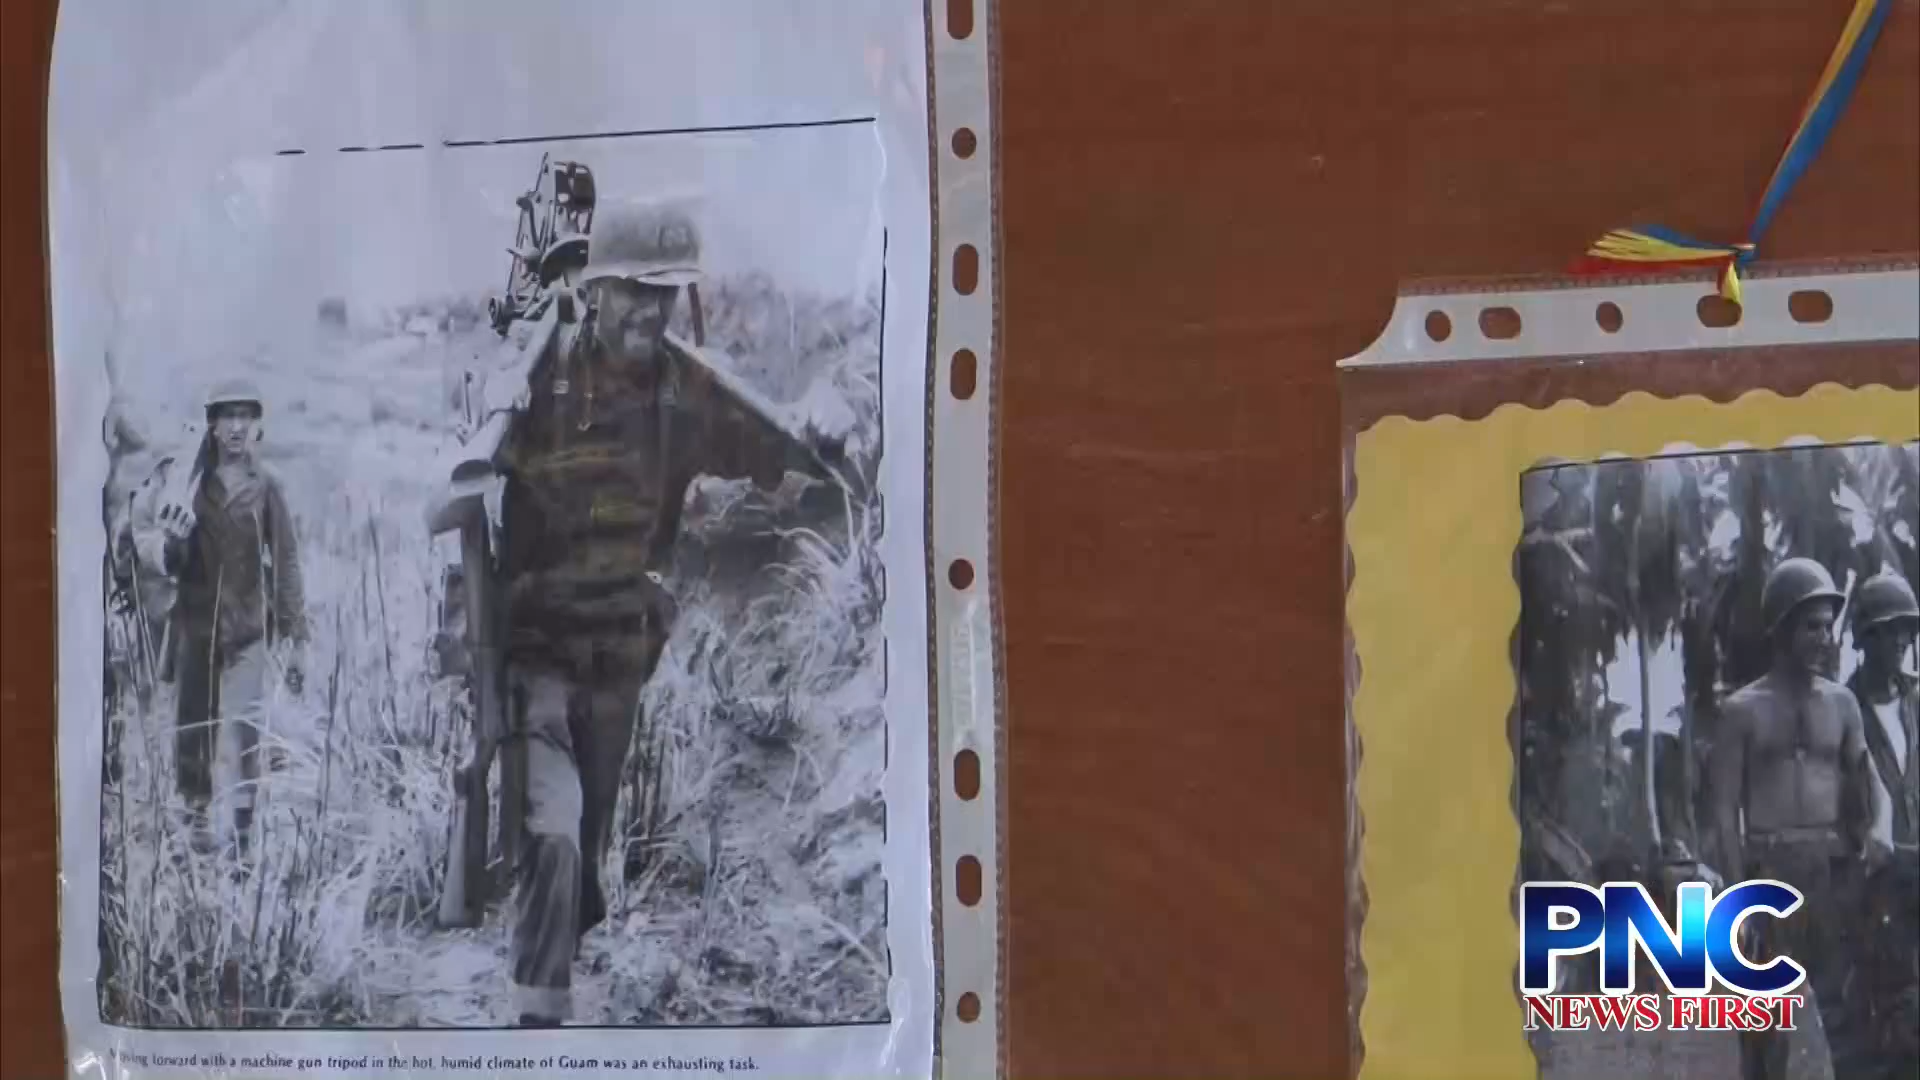 Moving forward with a machine gun tripod in the hot, humid climate of Guam was an exhausting task.
PNC
NEWS FIRST